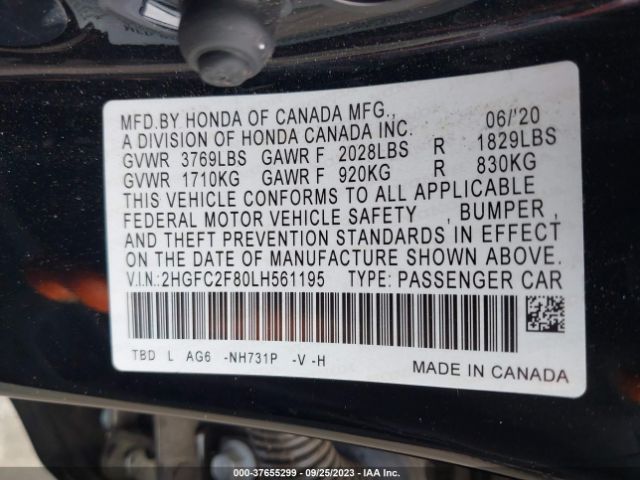 MFD.BY HONDA OF CANADA MFG., 06/'20
A DIVISION OF HONDA CANADA INC.
GVWR 3769LBS GAWR F 2028LBS R 1829LBS
GVWR 1710KG GAWR F 920KG R 830KG
THIS VEHICLE CONFORMS TO ALL APPLICABLE
FEDERAL MOTOR VEHICLE SAFETY , BUMPER ,
AND THEFT PREVENTION STANDARDS IN EFFECT
ON THE DATE OF MANUFACTURE SHOWN ABOVE.
V.I.N.:2HGFC2F80LH561195 TYPE: PASSENGER CAR
TBD L AG6 -NH731P -V -H
MADE IN CANADA
000-37655299 - 09/25/2023 - IAA Inc.